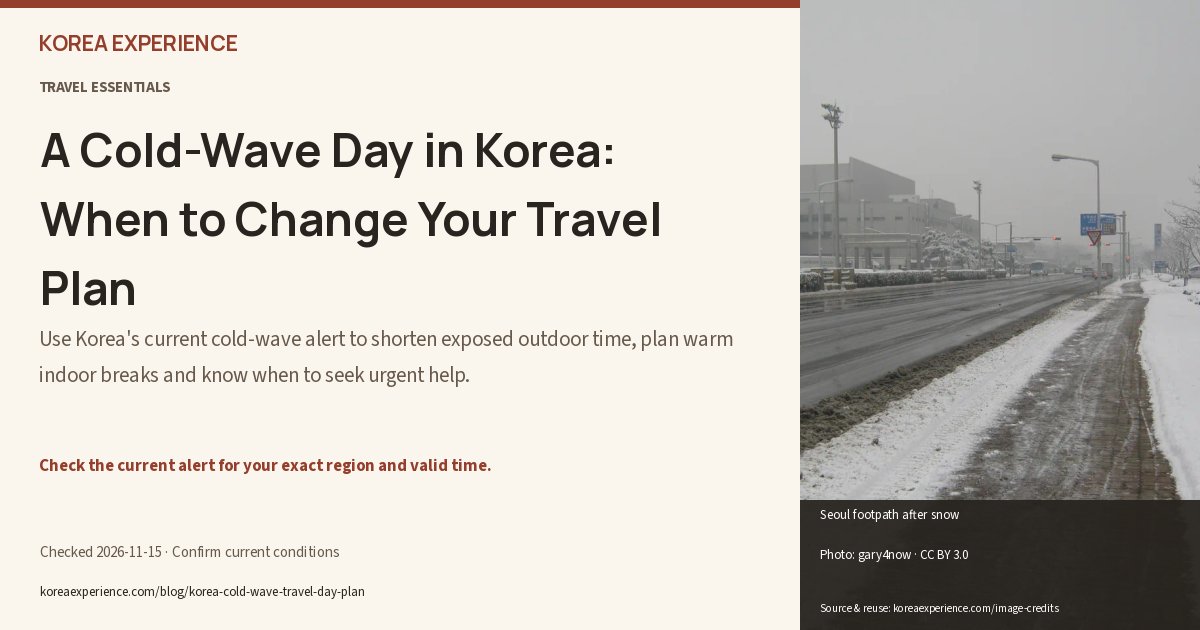 KOREA EXPERIENCE
TRAVEL ESSENTIALS
A Cold-Wave Day in Korea:
When to Change Your Travel
Plan
Use Korea's current cold-wave alert to shorten exposed outdoor time, plan warm
indoor breaks and know when to seek urgent help.
Check the current alert for your exact region and valid time.
Checked 2026-11-15 · Confirm current conditions
koreaexperience.com/blog/korea-cold-wave-travel-day-plan
Seoul footpath after snow
Photo: gary4now · CC BY 3.0
Source & reuse: koreaexperience.com/image-credits